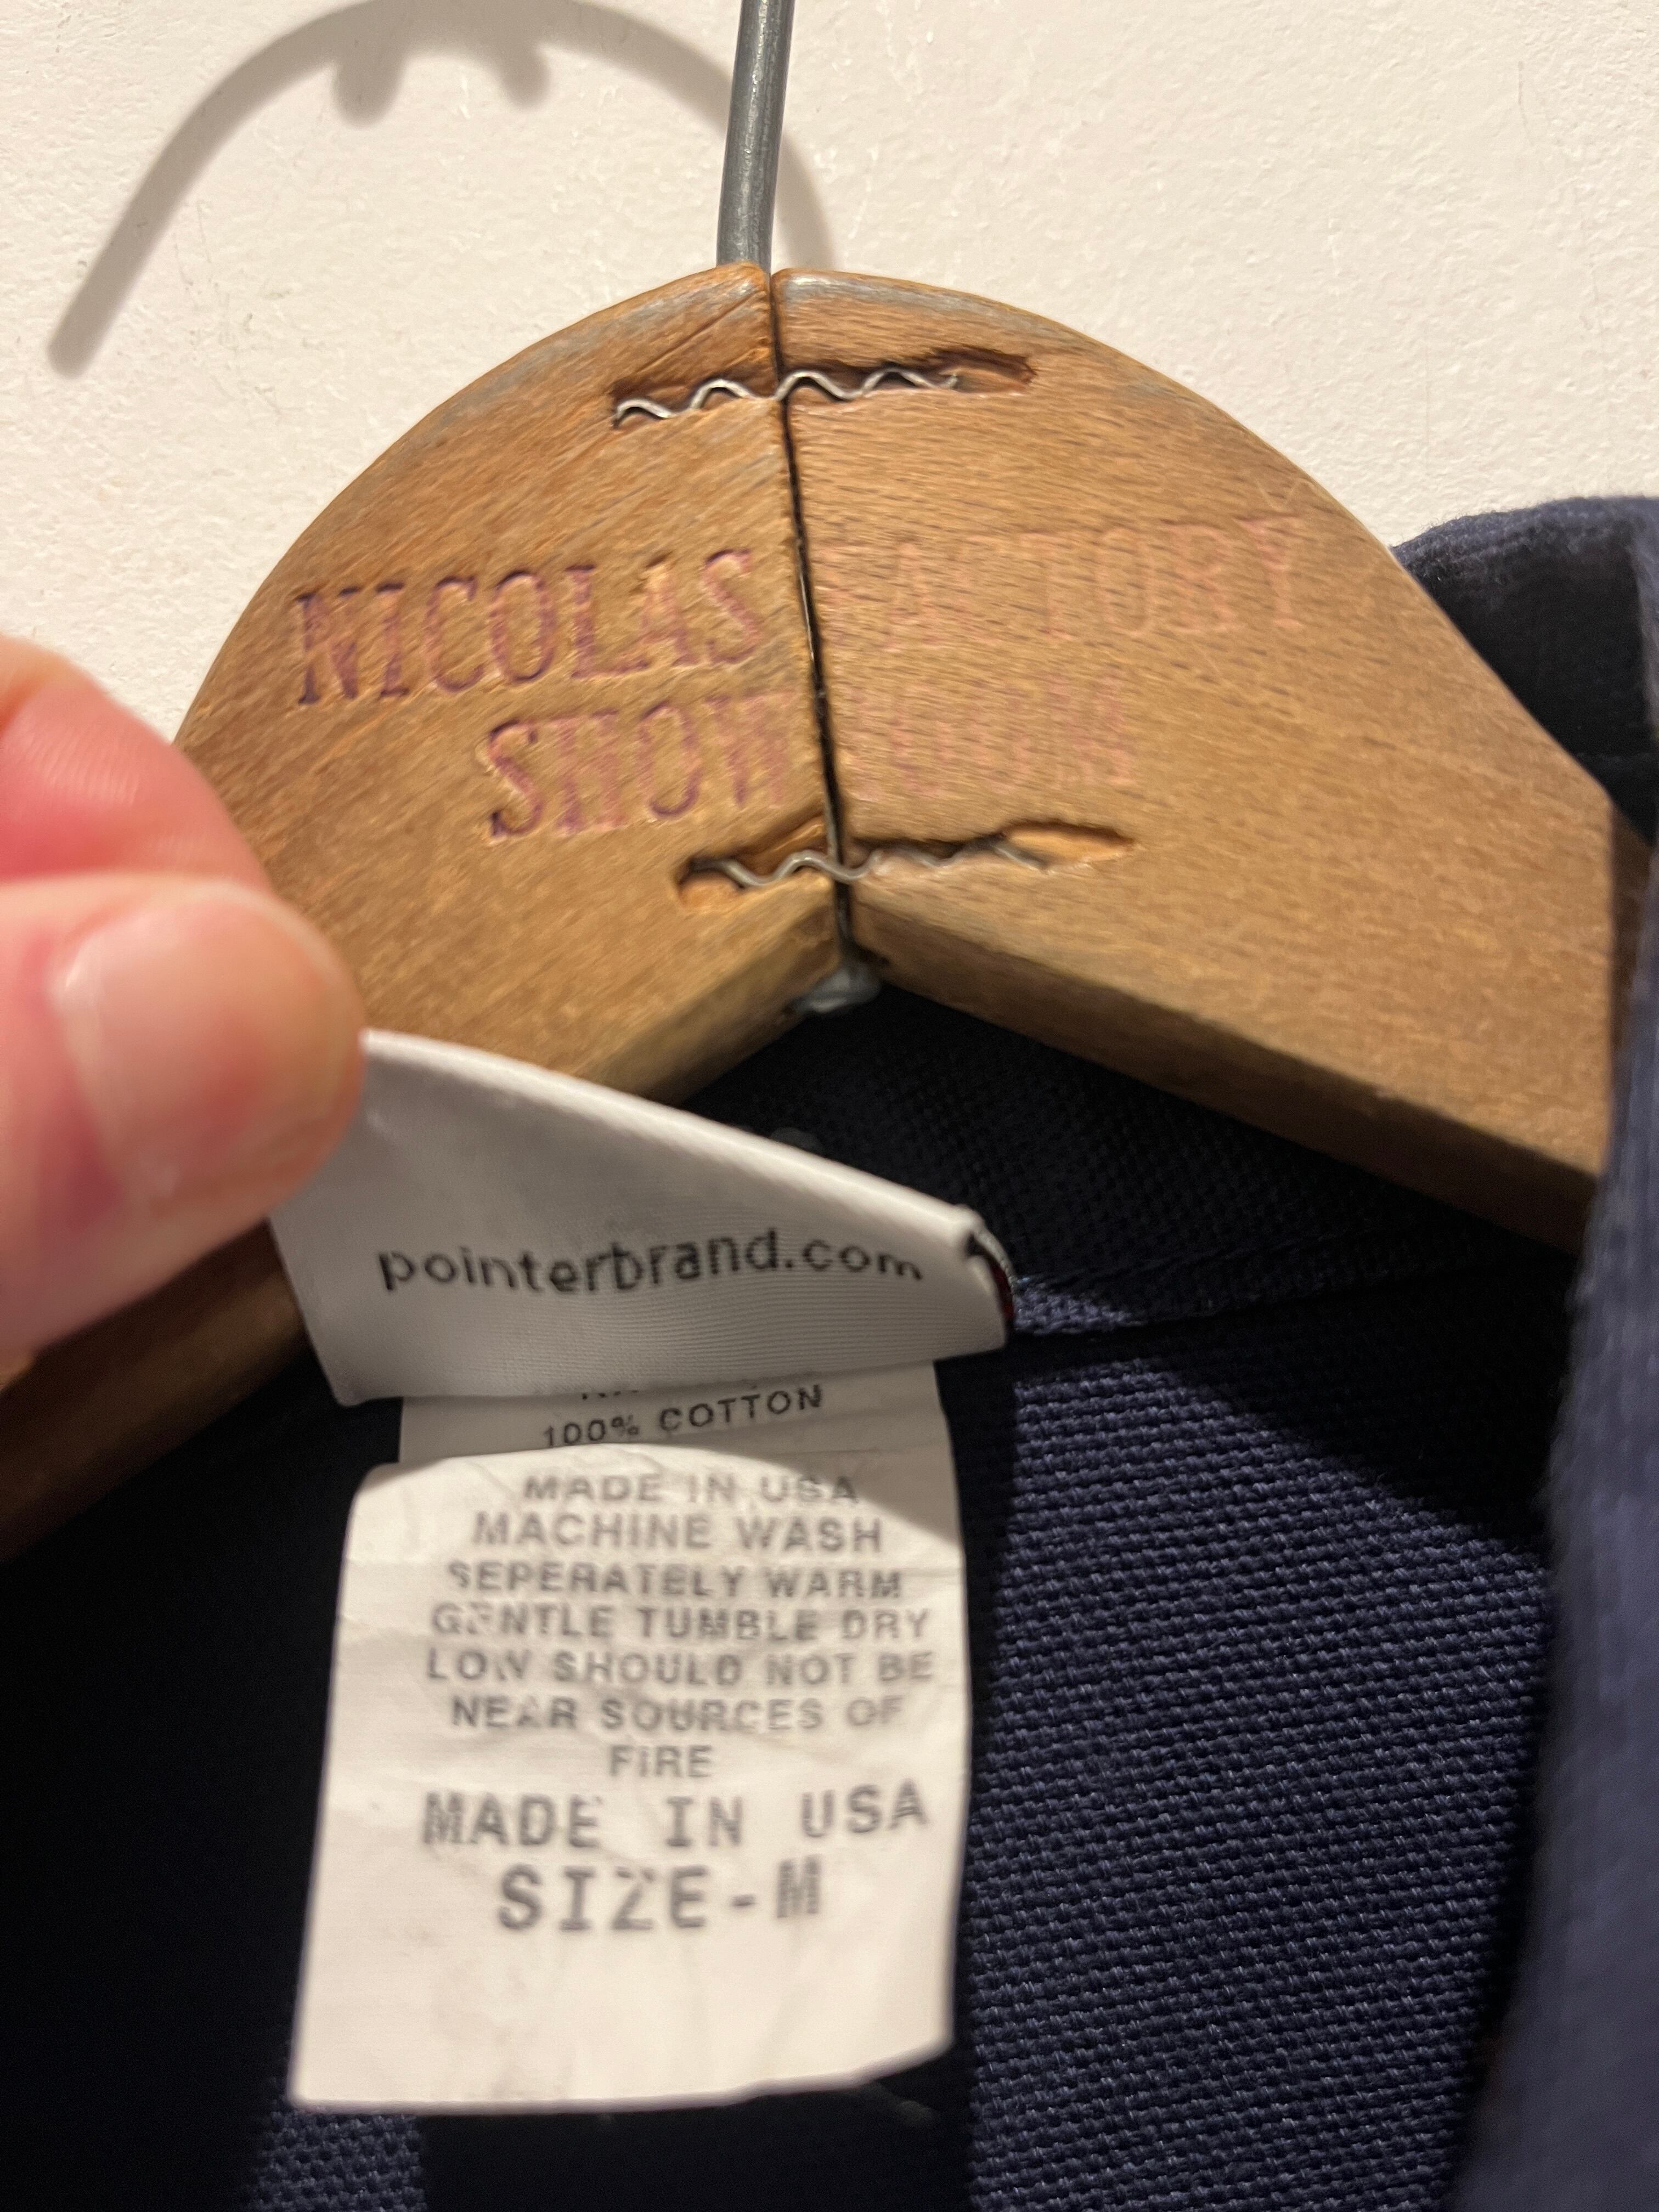 NICOLAS FACTORY
SHOWROOM
pointerbrand.com
100% COTTON
MADE IN USA
MACHINE WASH
SEPERATELY WARM
GENTLE TUMBLE DRY
LOW SHOULD NOT BE
NEAR SOURCES OF
FIRE
MADE IN USA
SIZE-M